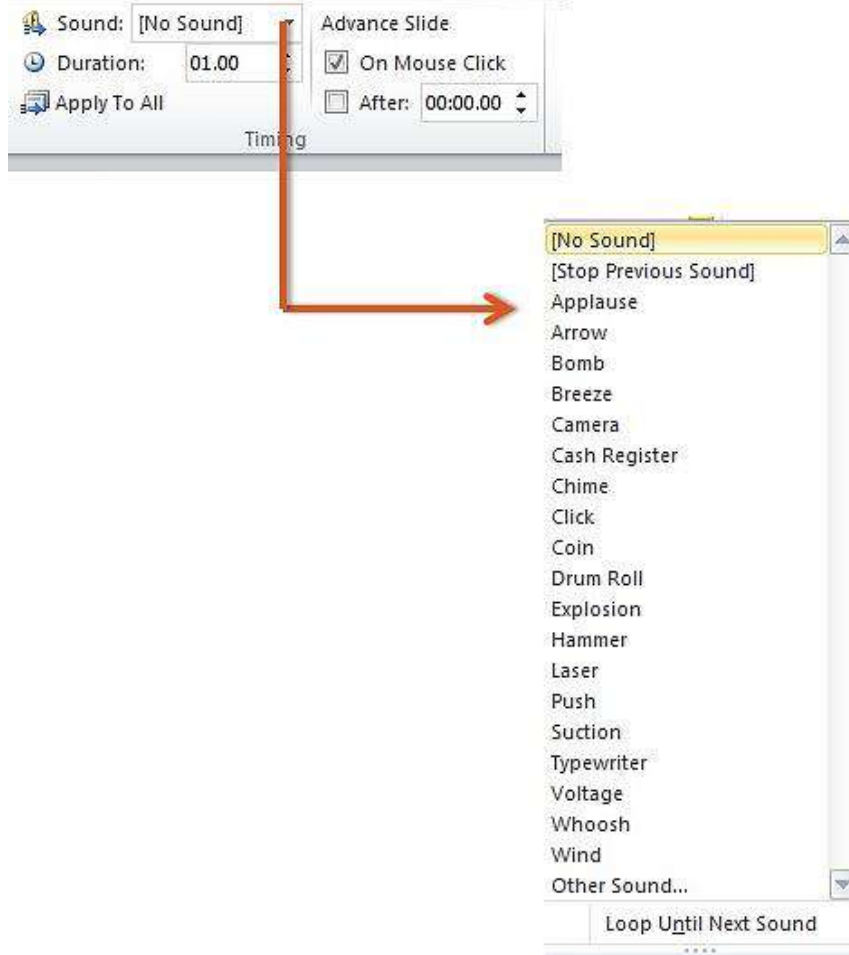 Sound: [No Sound] Advance Slide
Duration: 01.00 On Mouse Click
Apply To All After: 00:00.00
Timing
[No Sound]
[Stop Previous Sound]
Applause
Arrow
Bomb
Breeze
Camera
Cash Register
Chime
Click
Coin
Drum Roll
Explosion
Hammer
Laser
Push
Suction
Typewriter
Voltage
Whoosh
Wind
Other Sound...
Loop Until Next Sound